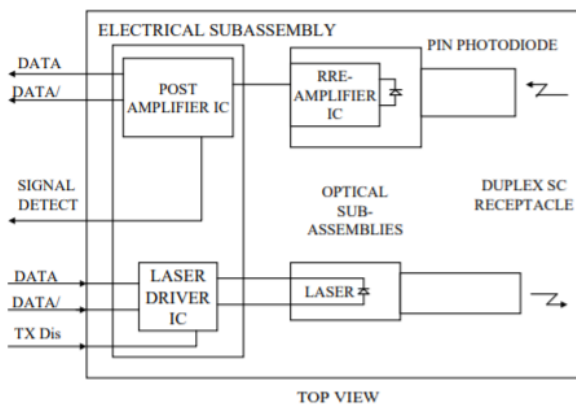 ELECTRICAL SUBASSEMBLY
PIN PHOTODIODE
DATA
DATA/
POST
AMPLIFIER IC
RRE-
AMPLIFIER
IC
SIGNAL
DETECT
OPTICAL
SUB-
ASSEMBLIES
DUPLEX SC
RECEPTACLE
DATA
DATA/
TX Dis
LASER
DRIVER
IC
LASER
TOP VIEW